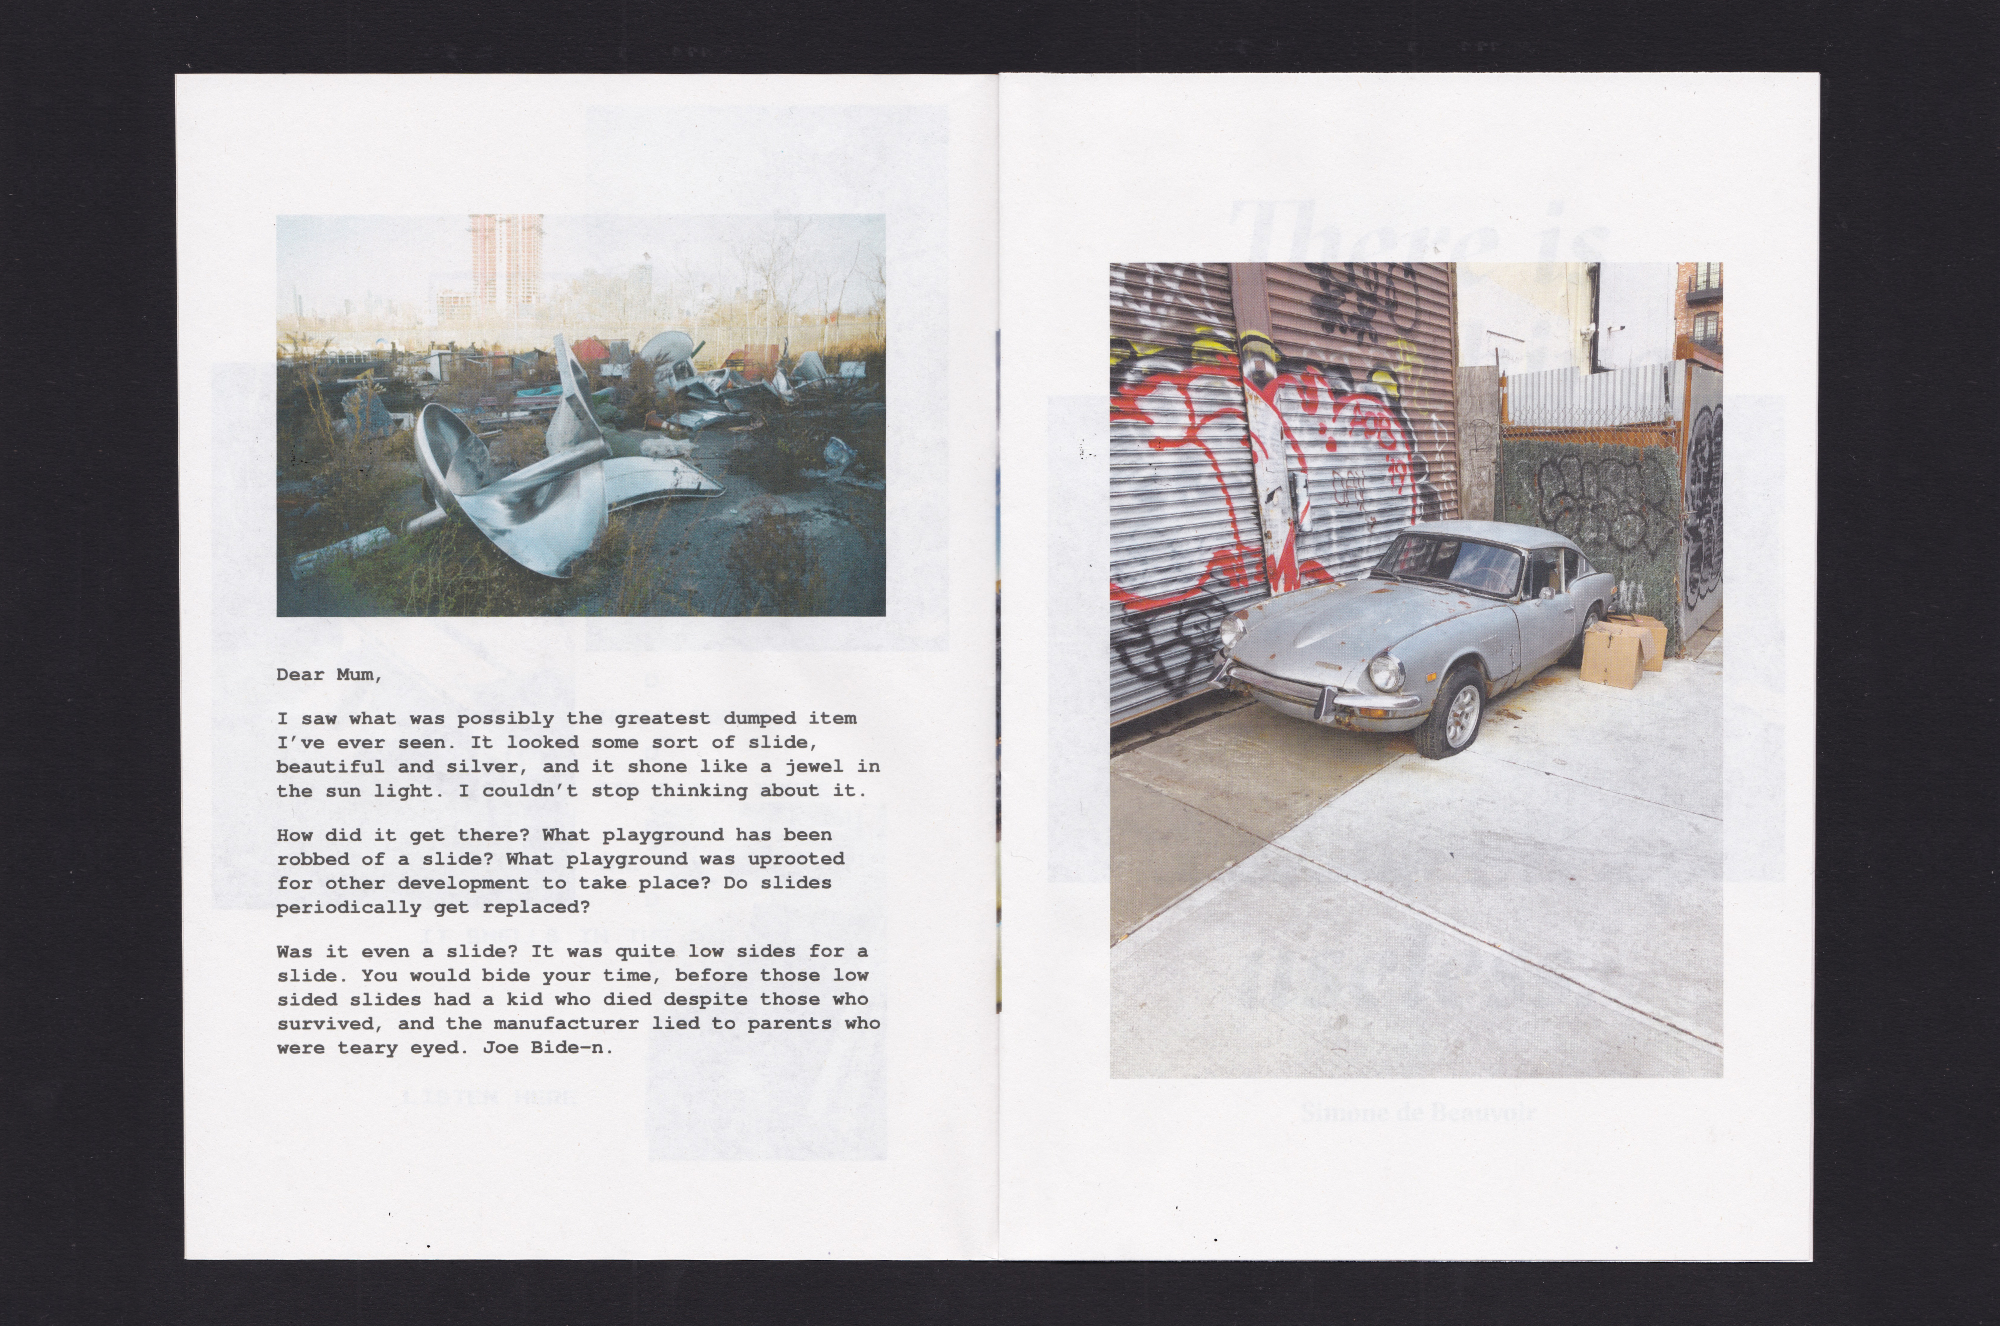 Dear Mum,
I saw what was possibly the greatest dumped item
I've ever seen. It looked some sort of slide,
beautiful and silver, and it shone like a jewel in
the sun light. I couldn't stop thinking about it.
How did it get there? What playground has been
robbed of a slide? What playground was uprooted
for other development to take place? Do slides
periodically get replaced?
Was it even a slide? It was quite low sides for a
slide. You would bide your time, before those low
sided slides had a kid who died despite those who
survived, and the manufacturer lied to parents who
were teary eyed. Joe Bide-n.
There is
Simone de Beauvoir